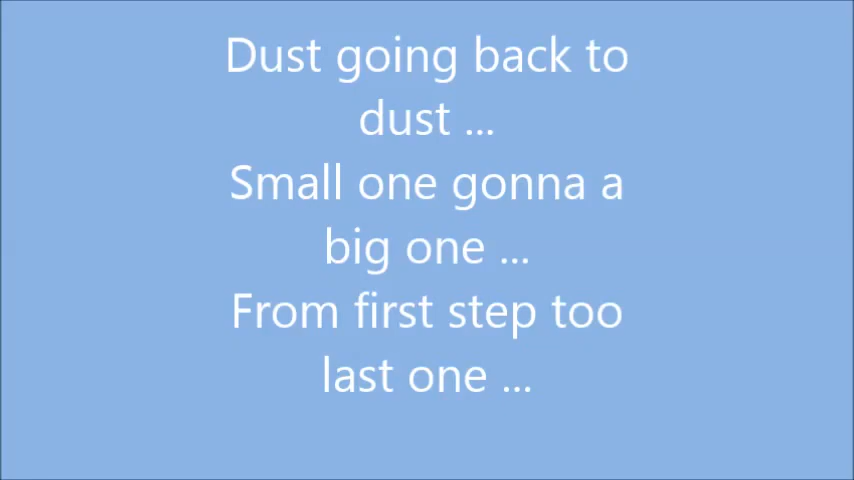 Dust going back to
dust ...
Small one gonna a
big one ...
From first step too
last one ...